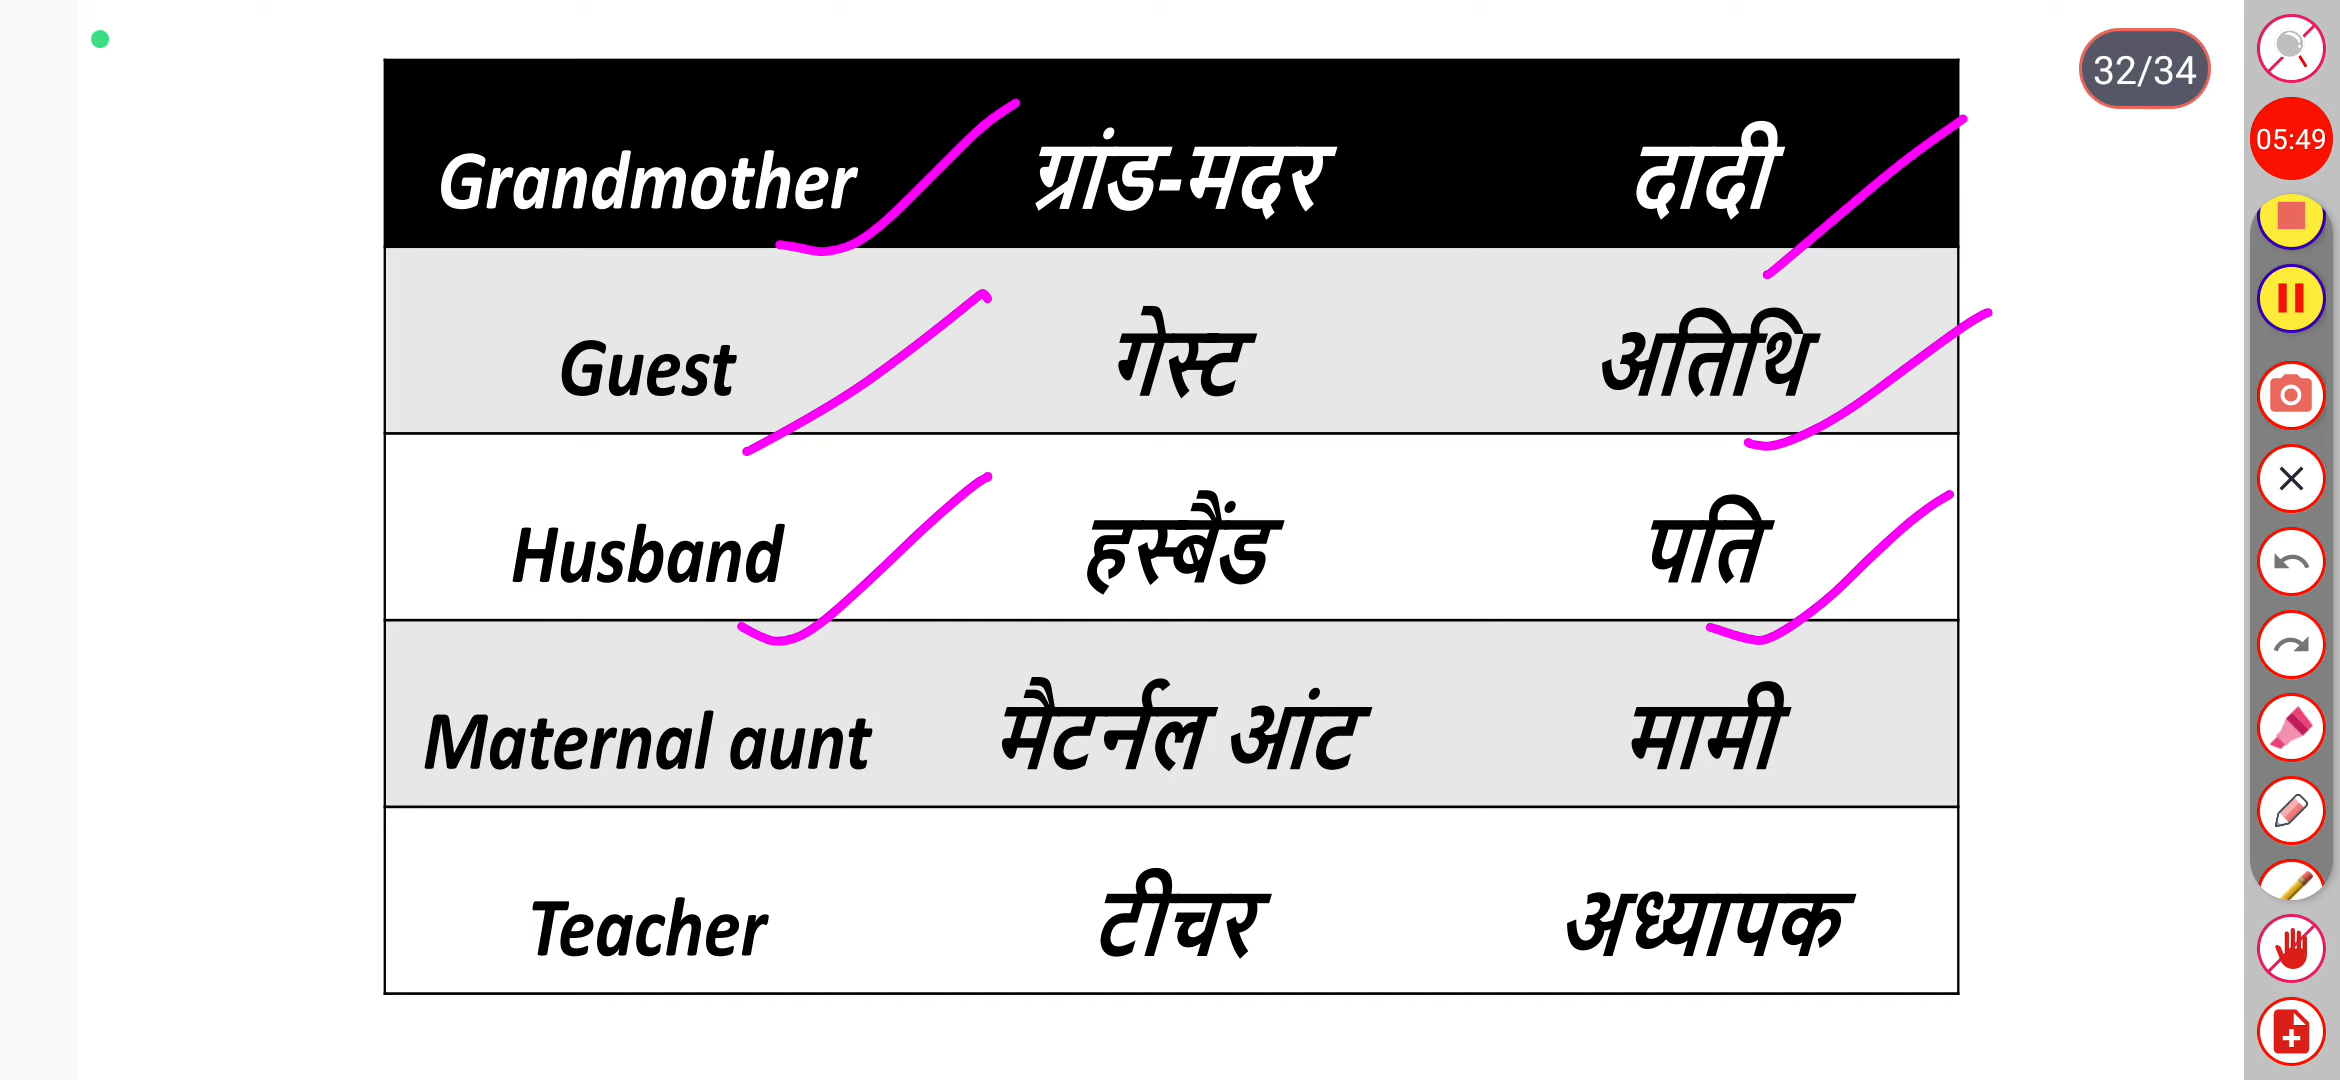 32/34
05:49
Grandmother ग्रांड-मदर दादी
Guest गेस्ट अतिथि
Husband हस्बैंड पति
Maternal aunt मैटर्नल आंट मामी
Teacher टीचर अध्यापक